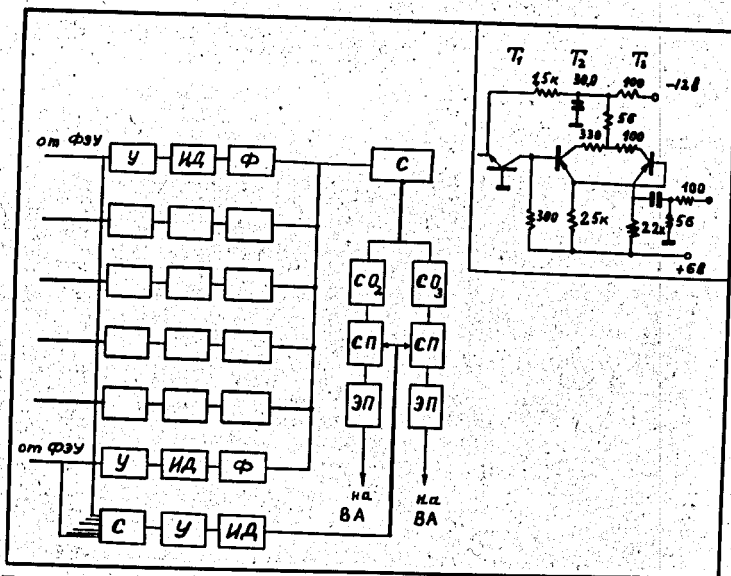 T₁ T₂ T₃
1,5к 30,0 100 -12в
56
330 100
100
300 2,5к 2,2к 56
+6в
от ФЭУ
У ИД Ф С
СО₂ СО₃
СП СП
ЭП ЭП
от ФЭУ
У ИД Ф
на на
ВА ВА
С У ИД